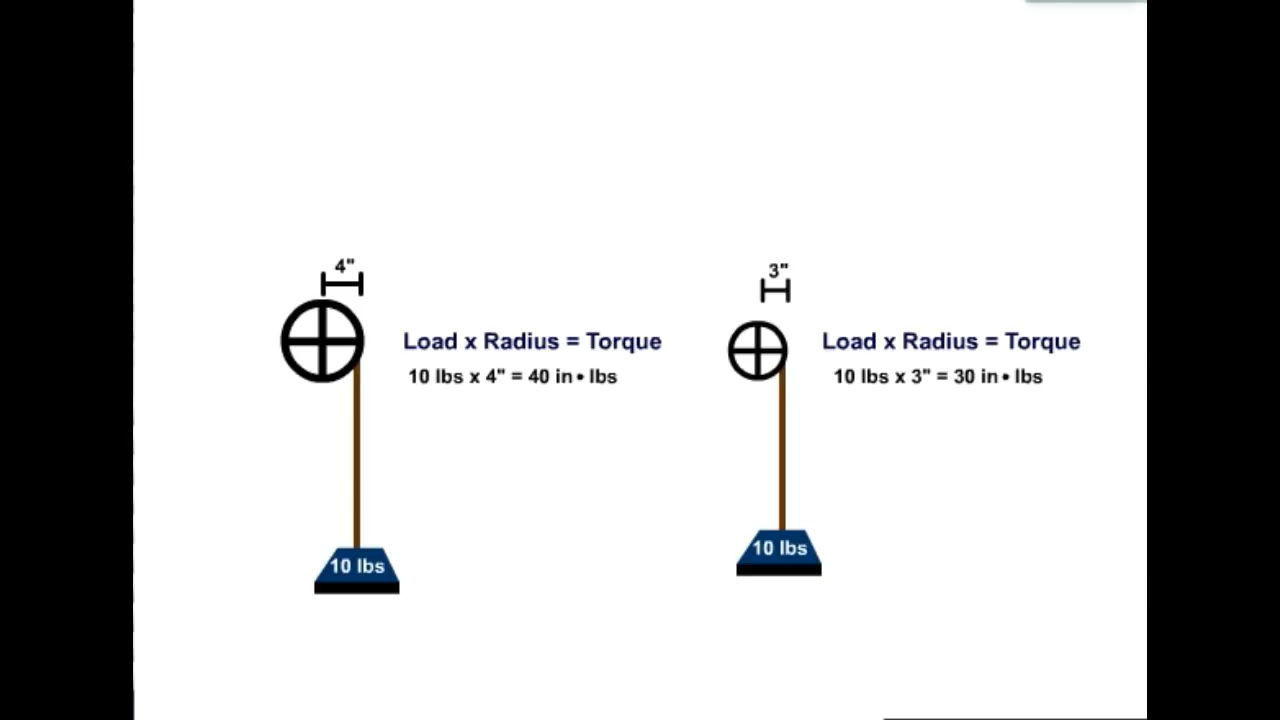 4"
Load x Radius = Torque
10 lbs x 4" = 40 in • lbs
10 lbs
3"
Load x Radius = Torque
10 lbs x 3" = 30 in • lbs
10 lbs